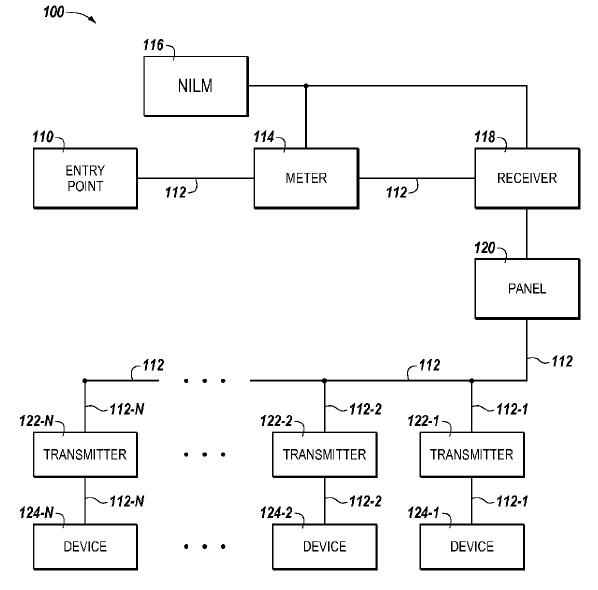 100
116
NILM
110
114
118
ENTRY
POINT
METER
RECEIVER
112
112
120
PANEL
112
112
112
112-N
112-2
112-1
122-N
122-2
122-1
TRANSMITTER
TRANSMITTER
TRANSMITTER
112-N
112-2
112-1
124-N
124-2
124-1
DEVICE
DEVICE
DEVICE